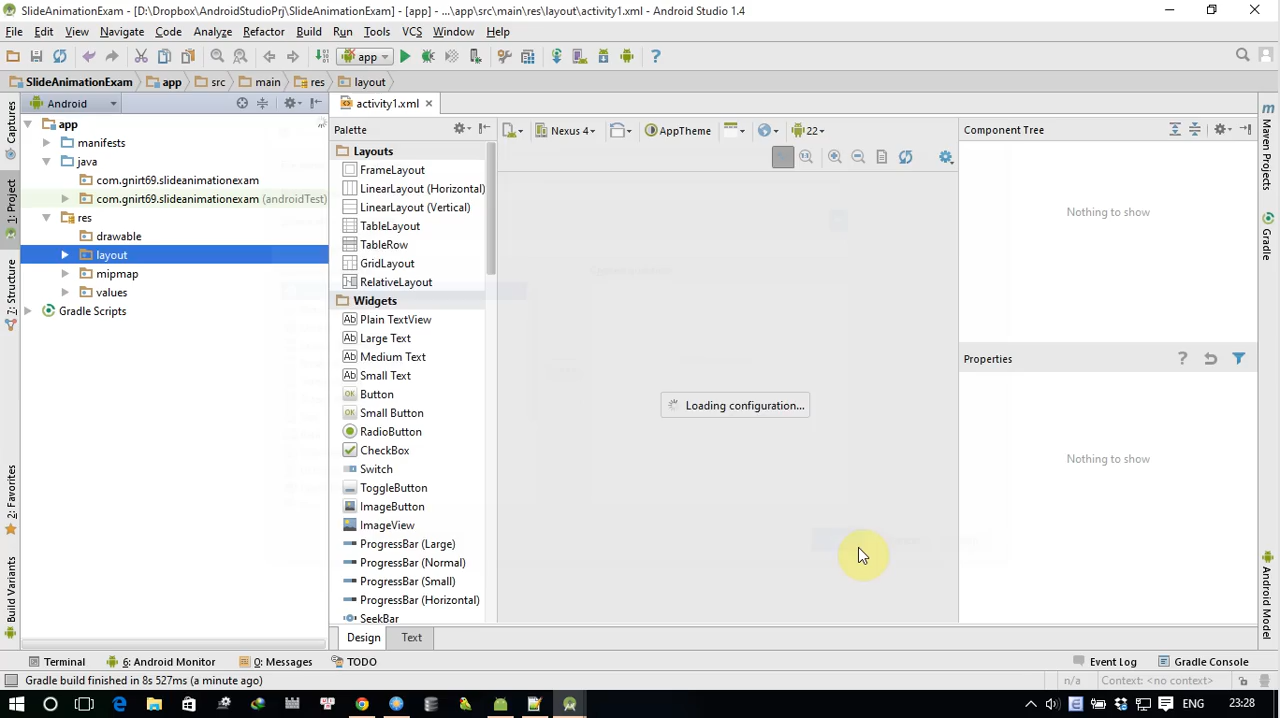 SlideAnimationExam - [D:\Dropbox\AndroidStudioPrj\SlideAnimationExam] - [app] - ...\app\src\main\res\layout\activity1.xml - Android Studio 1.4
File Edit View Navigate Code Analyze Refactor Build Run Tools VCS Window Help
app
SlideAnimationExam app src main res layout
Android
activity1.xml
Captures
1: Project
7: Structure
2: Favorites
Build Variants
app
manifests
java
com.gnirt69.slideanimationexam
com.gnirt69.slideanimationexam (androidTest)
res
drawable
layout
mipmap
values
Gradle Scripts
Palette
Layouts
FrameLayout
LinearLayout (Horizontal)
LinearLayout (Vertical)
TableLayout
TableRow
GridLayout
RelativeLayout
Widgets
Plain TextView
Large Text
Medium Text
Small Text
Button
Small Button
RadioButton
CheckBox
Switch
ToggleButton
ImageButton
ImageView
ProgressBar (Large)
ProgressBar (Normal)
ProgressBar (Small)
ProgressBar (Horizontal)
SeekBar
Nexus 4 AppTheme 22
Loading configuration...
Component Tree
Nothing to show
Properties
Nothing to show
Maven Projects
Gradle
Android Model
Design Text
Terminal 6: Android Monitor 0: Messages TODO Event Log Gradle Console
Gradle build finished in 8s 527ms (a minute ago) n/a Context: <no context>
ENG 23:28